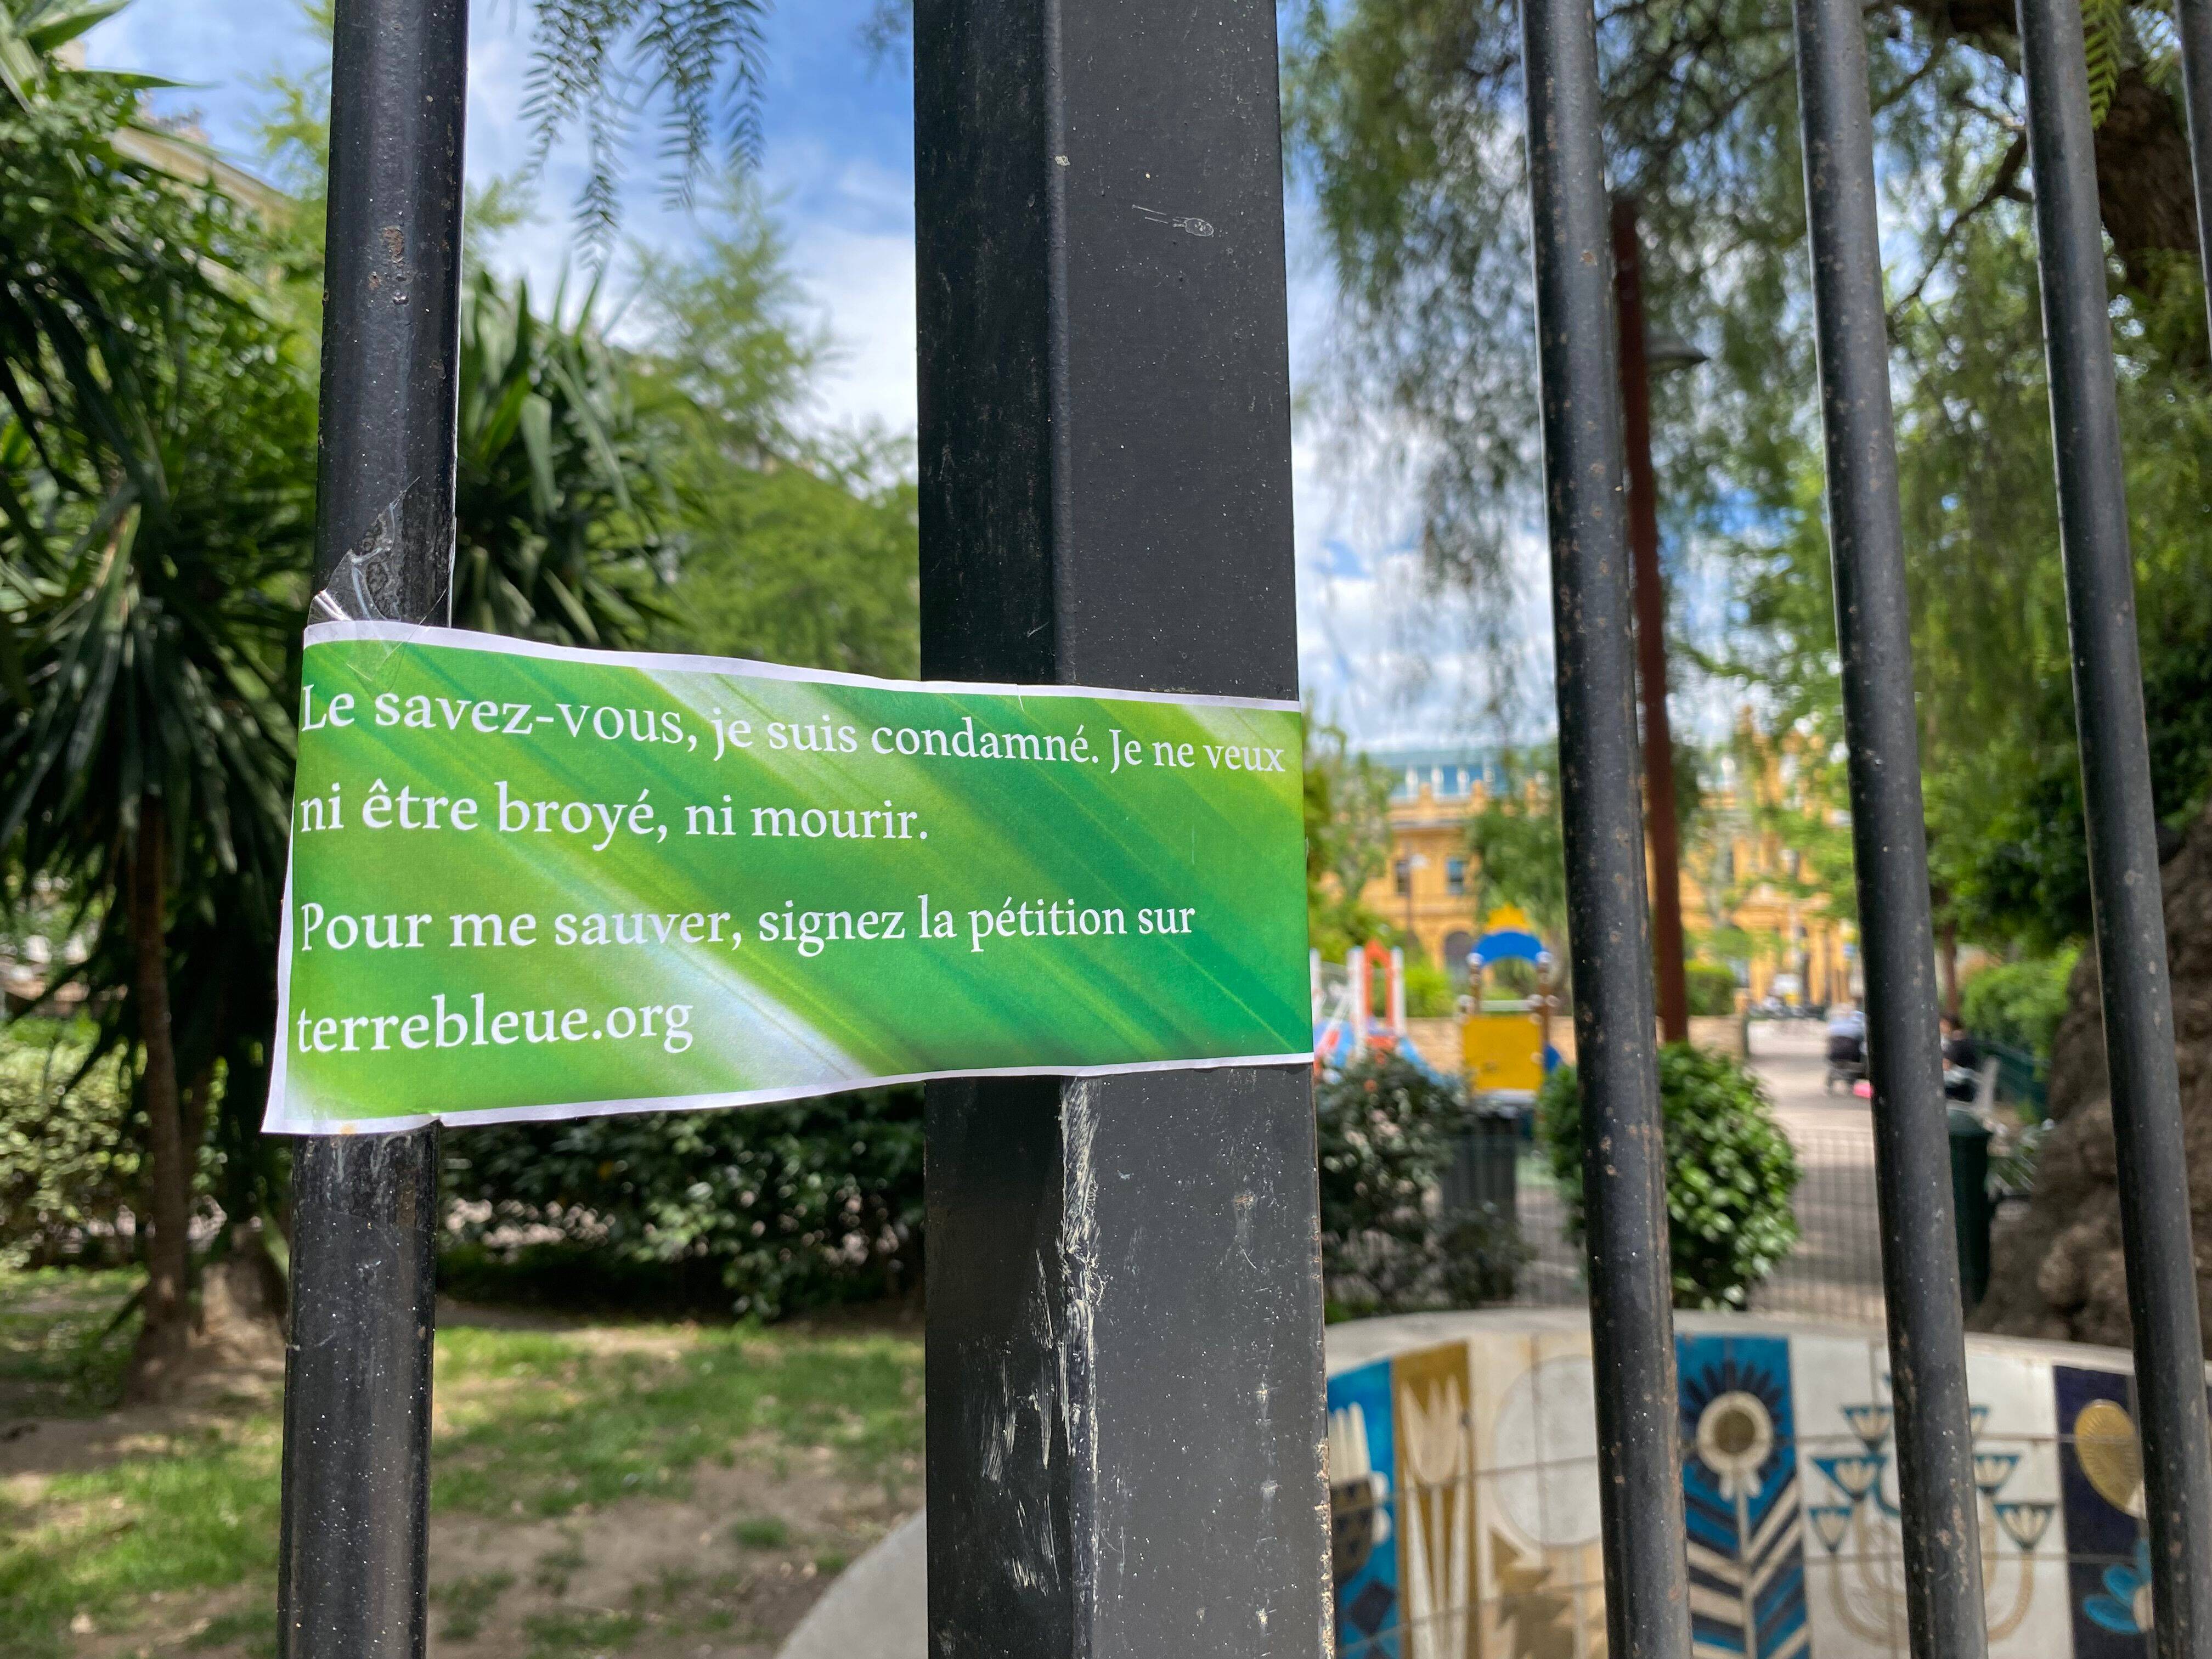 Le savez-vous, je suis condamné. Je ne veux
ni être broyé, ni mourir.
Pour me sauver, signez la pétition sur
terrebleue.org